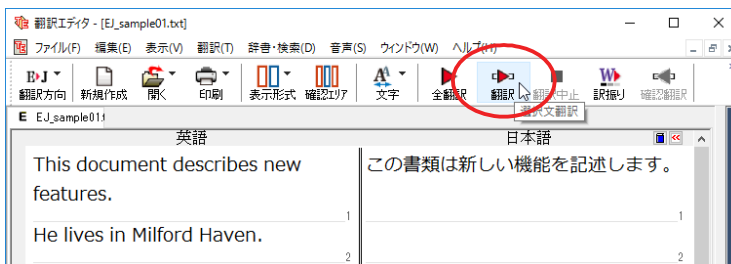 翻訳エディタ - [EJ_sample01.txt]
ファイル(F) 編集(E) 表示(V) 翻訳(T) 辞書・検索(D) 音声(S) ウィンドウ(W) ヘルプ(H)
E▸J
翻訳方向 新規作成 開く 印刷 表示形式 確認エリア 文字 全翻訳 翻訳 翻訳中止 訳振り 確認翻訳
選択文翻訳
E EJ_sample01.t
英語 日本語
This document describes new この書類は新しい機能を記述します。
features.
1 1
He lives in Milford Haven.
2 2